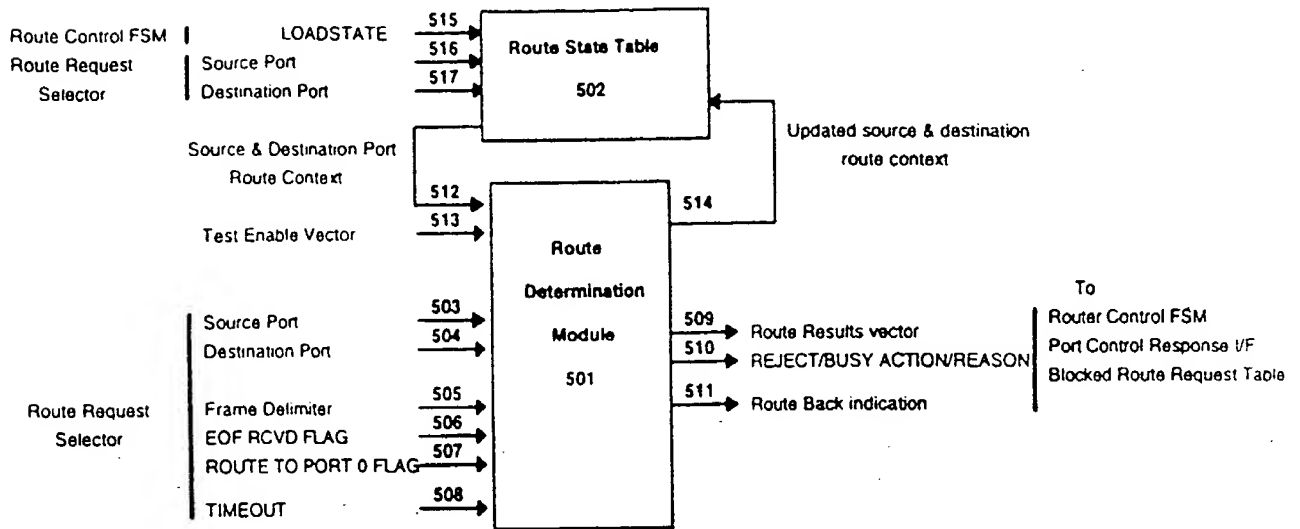 Route Control FSM
LOADSTATE
515
Route Request
Selector
Source Port
516
Destination Port
517
Route State Table
502
Source & Destination Port
Route Context
512
Updated source & destination
route context
514
Test Enable Vector
513
Route
Determination
Module
501
Route Request
Selector
Source Port
503
Destination Port
504
Frame Delimiter
505
EOF RCVD FLAG
506
ROUTE TO PORT 0 FLAG
507
TIMEOUT
508
509
Route Results vector
510
REJECT/BUSY ACTION/REASON
511
Route Back indication
To
Router Control FSM
Port Control Response I/F
Blocked Route Request Table